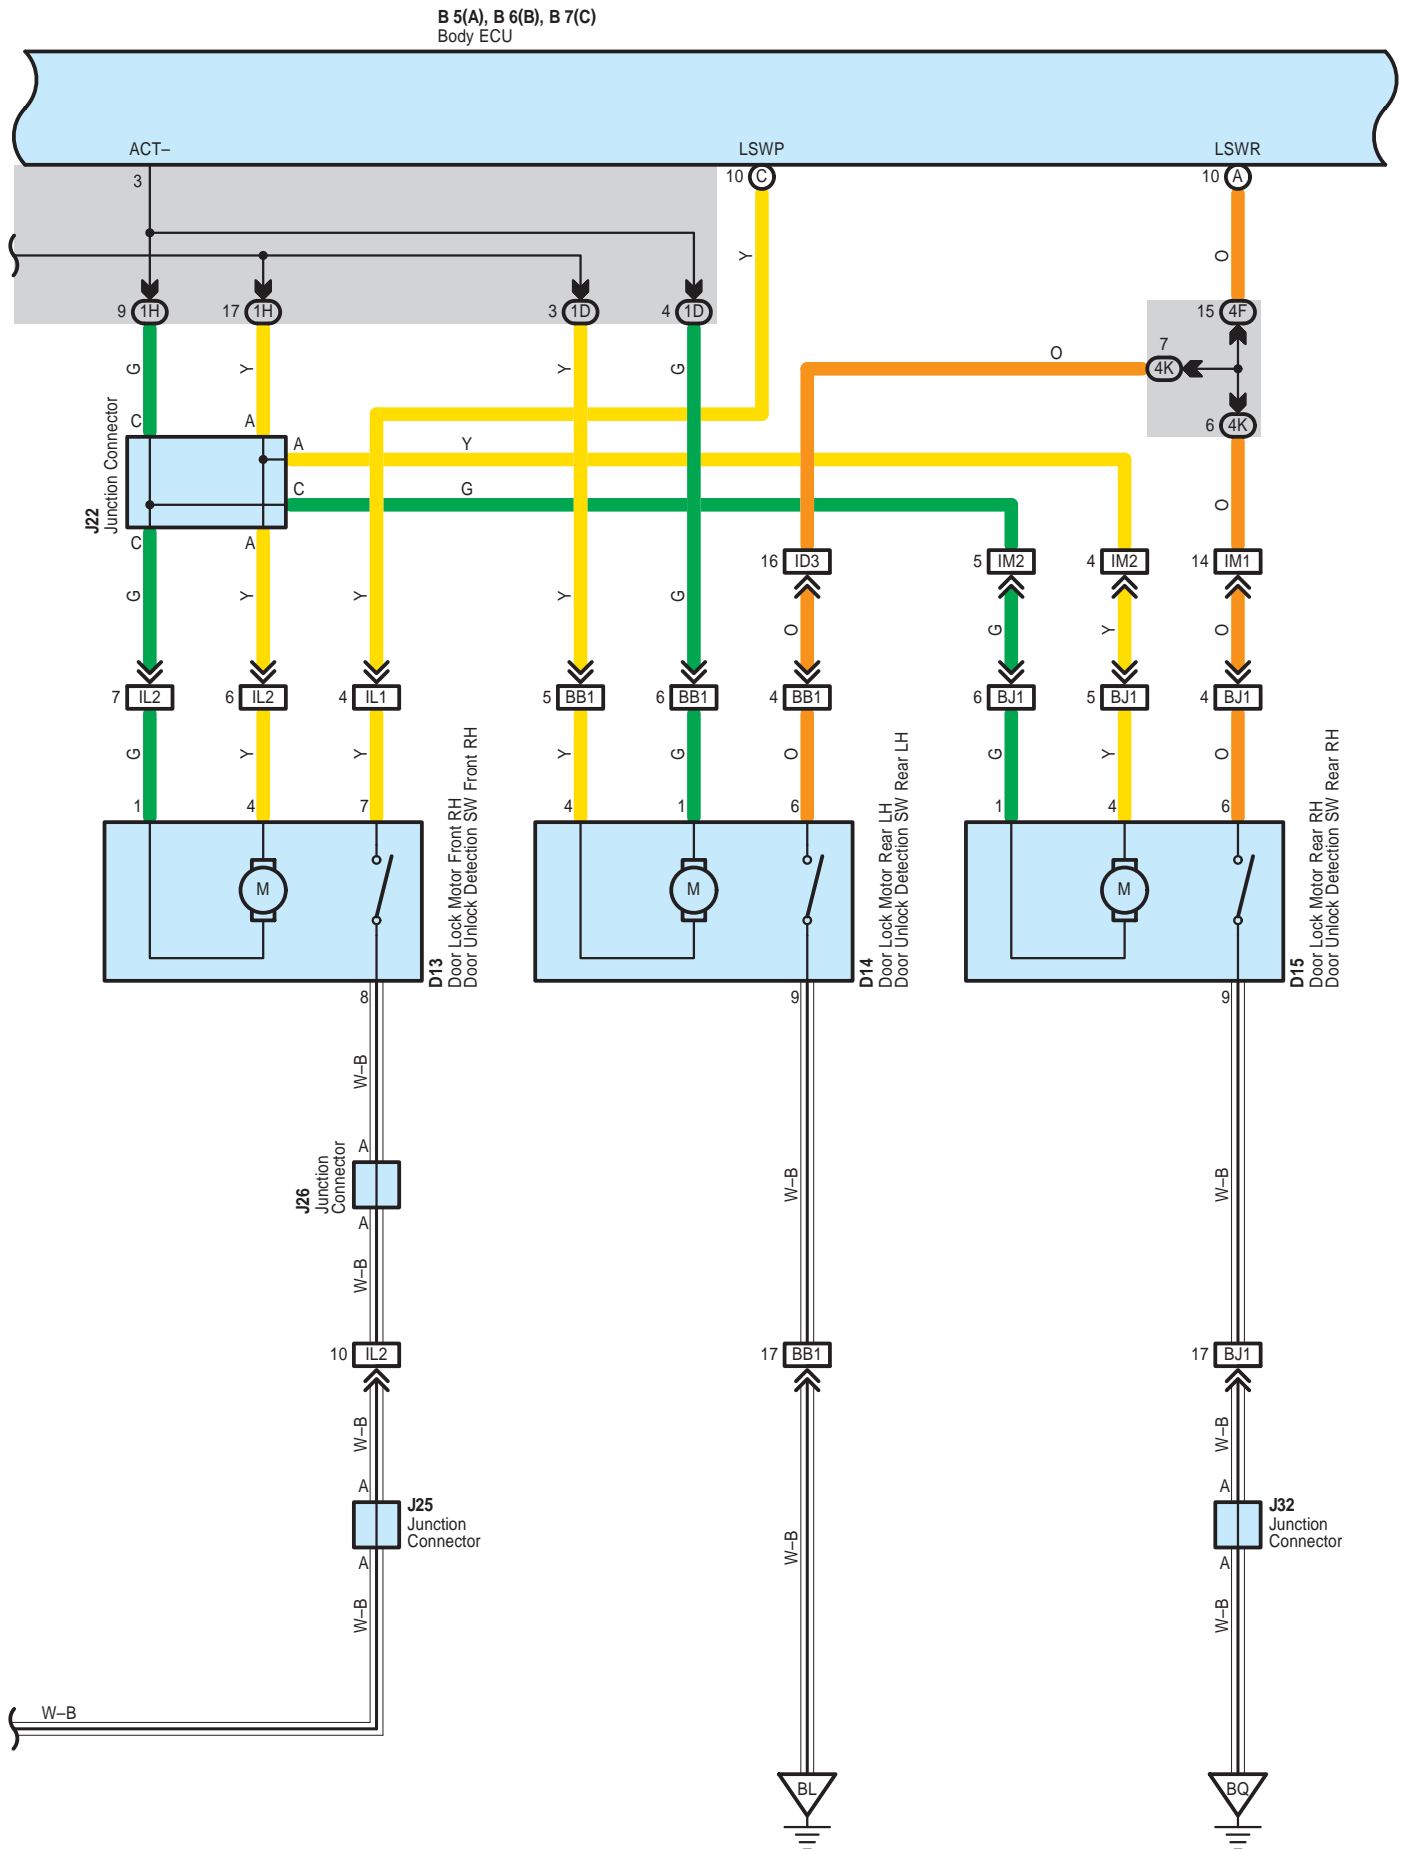 B 5(A), B 6(B), B 7(C)
Body ECU
ACT–
LSWP
LSWR
3
10 C
10 A
Y
O
9 1H
17 1H
3 1D
4 1D
15 4F
7
4K
O
6 4K
G
Y
Y
G
C
A
A
Y
C
G
J22
Junction Connector
C
A
O
16 ID3
5 IM2
4 IM2
14 IM1
G
Y
Y
Y
G
O
G
Y
O
7 IL2
6 IL2
4 IL1
5 BB1
6 BB1
4 BB1
6 BJ1
5 BJ1
4 BJ1
G
Y
Y
Y
G
O
G
Y
O
1
4
7
4
1
6
1
4
6
M
M
M
D13
Door Lock Motor Front RH
Door Unlock Detection SW Front RH
D14
Door Lock Motor Rear LH
Door Unlock Detection SW Rear LH
D15
Door Lock Motor Rear RH
Door Unlock Detection SW Rear RH
8
9
9
W–B
A
J26
Junction
Connector
A
W–B
W–B
W–B
10 IL2
17 BB1
17 BJ1
W–B
W–B
A
A
J25
Junction
Connector
J32
Junction
Connector
W–B
A
A
W–B
W–B
W–B
BL
BQ